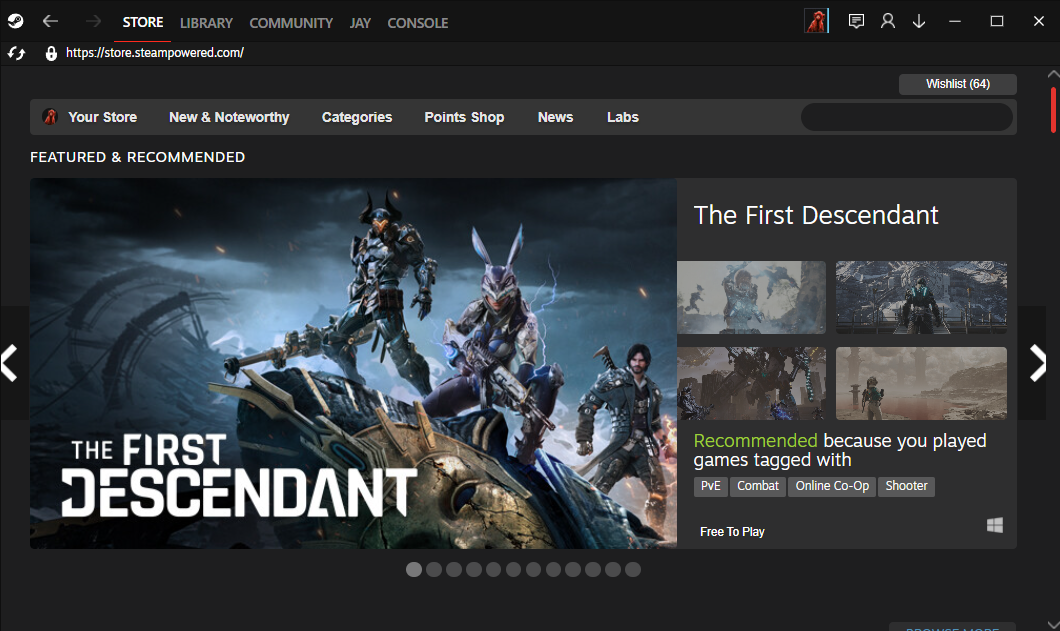 STORE LIBRARY COMMUNITY JAY CONSOLE
https://store.steampowered.com/
Wishlist (64)
Your Store New & Noteworthy Categories Points Shop News Labs
FEATURED & RECOMMENDED
The First Descendant
THE FIRST
DESCENDANT
Recommended because you played
games tagged with
PvE Combat Online Co-Op Shooter
Free To Play
BROWSE MORE